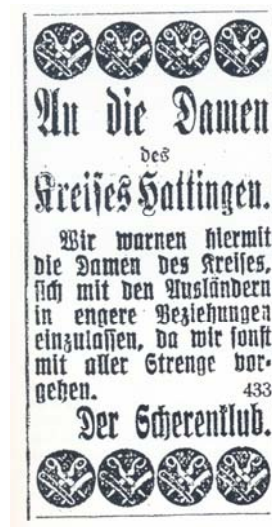 An die Damen
des
Kreises Hattingen.
Wir warnen hiermit
die Damen des Kreises,
sich mit den Ausländern
in engere Beziehungen
einzulassen, da wir sonst
mit aller Strenge vor-
gehen. 433
Der Scherenklub.